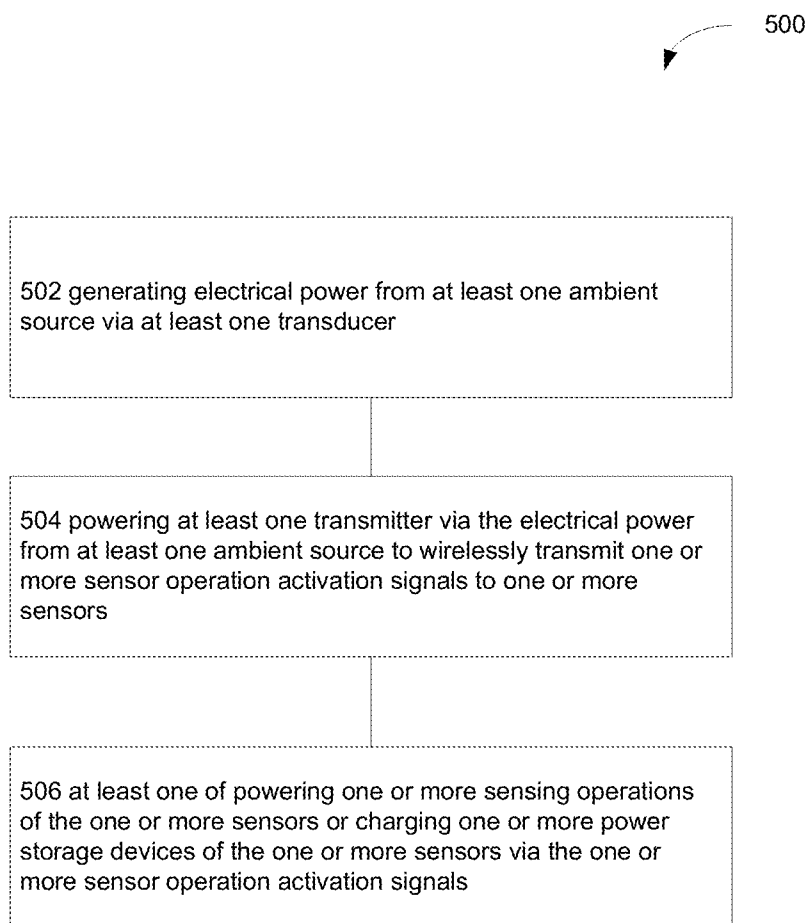 500
502 generating electrical power from at least one ambient
source via at least one transducer
504 powering at least one transmitter via the electrical power
from at least one ambient source to wirelessly transmit one or
more sensor operation activation signals to one or more
sensors
506 at least one of powering one or more sensing operations
of the one or more sensors or charging one or more power
storage devices of the one or more sensors via the one or
more sensor operation activation signals